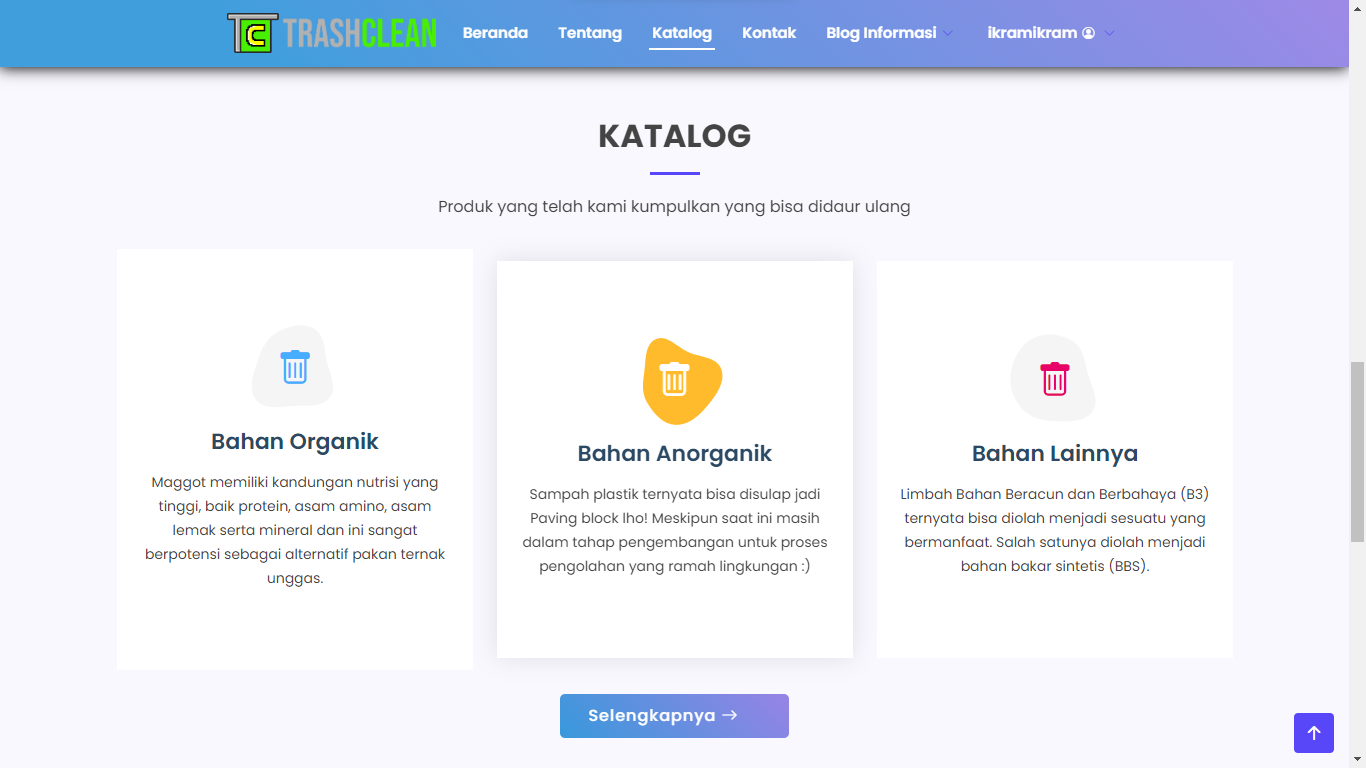 TC TRASHCLEAN Beranda Tentang Katalog Kontak Blog Informasi ikramikram
KATALOG
Produk yang telah kami kumpulkan yang bisa didaur ulang
Bahan Organik
Maggot memiliki kandungan nutrisi yang
tinggi, baik protein, asam amino, asam
lemak serta mineral dan ini sangat
berpotensi sebagai alternatif pakan ternak
unggas.
Bahan Anorganik
Sampah plastik ternyata bisa disulap jadi
Paving block lho! Meskipun saat ini masih
dalam tahap pengembangan untuk proses
pengolahan yang ramah lingkungan :)
Bahan Lainnya
Limbah Bahan Beracun dan Berbahaya (B3)
ternyata bisa diolah menjadi sesuatu yang
bermanfaat. Salah satunya diolah menjadi
bahan bakar sintetis (BBS).
Selengkapnya →